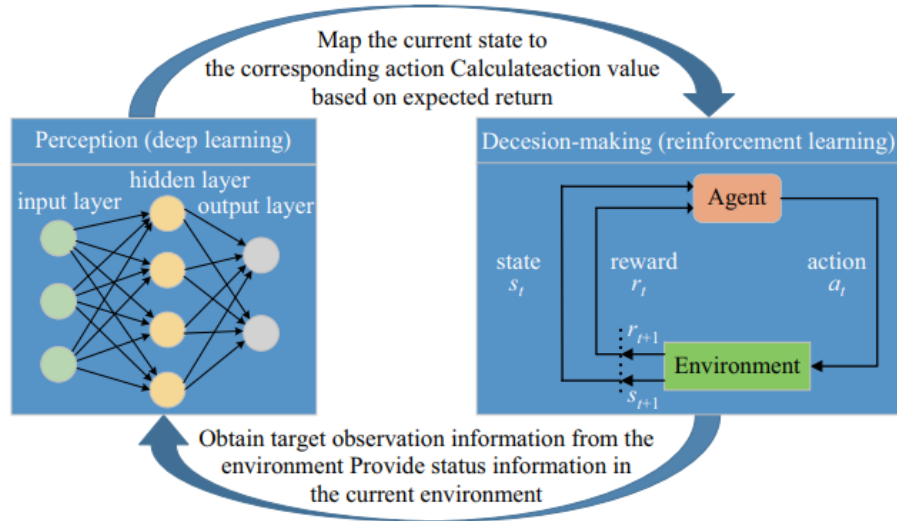 Map the current state to
the corresponding action Calculateaction value
based on expected return
Perception (deep learning)
hidden layer
input layer
output layer
Decesion-making (reinforcement learning)
Agent
state
s_t
reward
r_t
action
a_t
r_{t+1}
Environment
s_{t+1}
Obtain target observation information from the
environment Provide status information in
the current environment